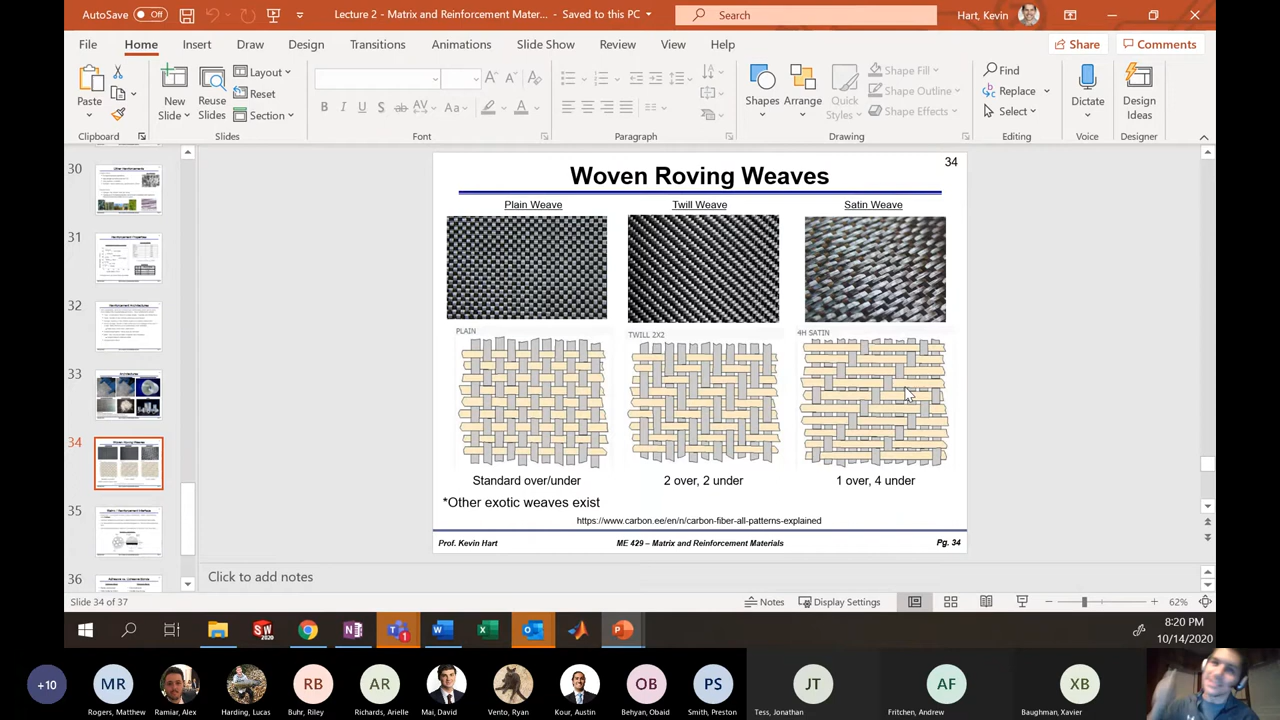 AutoSave Off
Lecture 2 - Matrix and Reinforcement Mater... - Saved to this PC
Search
Hart, Kevin
File Home Insert Draw Design Transitions Animations Slide Show Review View Help
Share
Comments
Paste
New Slide
Reuse Slides
Layout
Reset
Section
Shapes
Arrange
Quick Styles
Shape Fill
Shape Outline
Shape Effects
Find
Replace
Select
Dictate
Design Ideas
Clipboard
Slides
Font
Paragraph
Drawing
Editing
Voice
Designer
30
31
32
33
34
35
36
34
Woven Roving Weaves
Plain Weave
Twill Weave
Satin Weave
PLAIN
TWILL 2X2
4H SATIN
Standard over/under
2 over, 2 under
1 over, 4 under
*Other exotic weaves exist
https://www.carbon.ee/en/n/carbon-fiber-all-patterns-explained
Prof. Kevin Hart
ME 429 – Matrix and Reinforcement Materials
Pg. 34
Click to add notes
Slide 34 of 37
Notes
Display Settings
62%
8:20 PM
10/14/2020
+10
MR
RB
AR
OB
PS
JT
AF
XB
Rogers, Matthew
Ramiar, Alex
Harding, Lucas
Buhr, Riley
Richards, Arielle
Mai, David
Vento, Ryan
Kour, Austin
Behyan, Obaid
Smith, Preston
Tess, Jonathan
Fritchen, Andrew
Baughman, Xavier